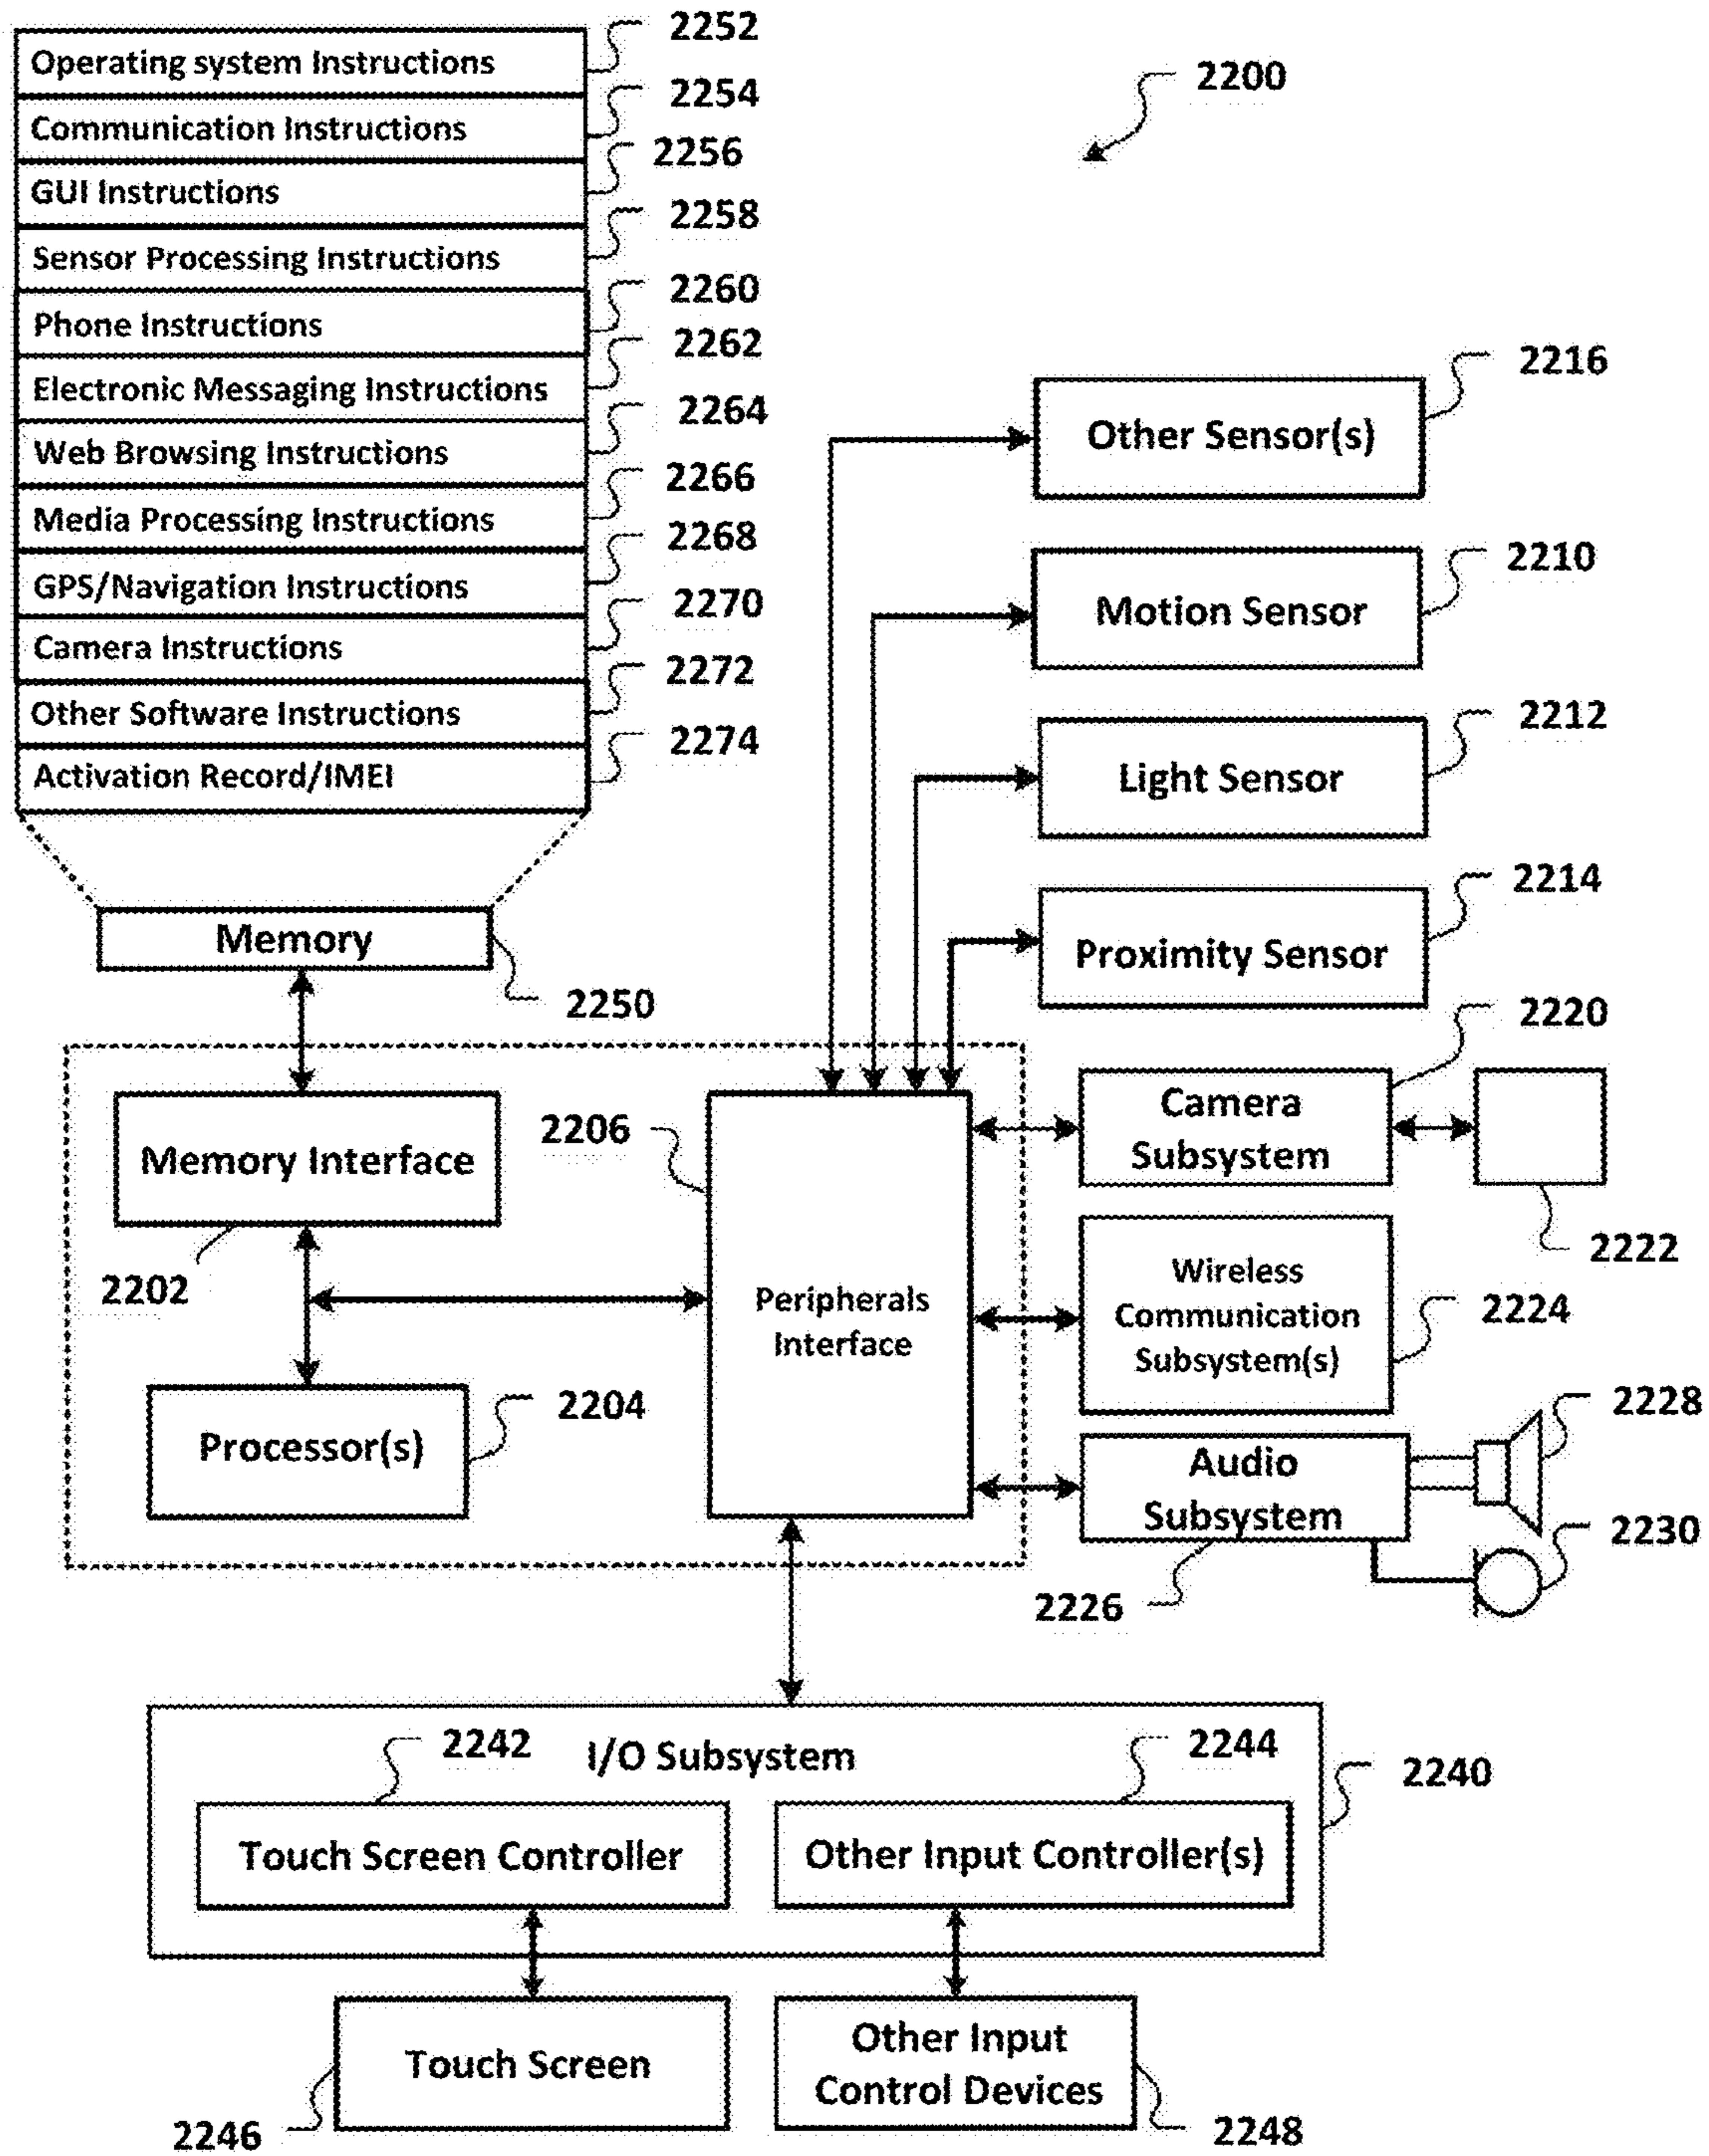 2252
Operating system Instructions
2200
2254
Communication Instructions
2256
GUI Instructions
2258
Sensor Processing Instructions
2260
Phone Instructions
2262
Electronic Messaging Instructions
2264
Web Browsing Instructions
2266
Media Processing Instructions
2268
GPS/Navigation Instructions
2270
Camera Instructions
2272
Other Software Instructions
2274
Activation Record/IMEI
2216
Other Sensor(s)
2210
Motion Sensor
2212
Light Sensor
2214
Proximity Sensor
Memory
2250
2220
Camera
Subsystem
2222
Memory Interface
2202
2206
Peripherals
Interface
Wireless
Communication
Subsystem(s)
2224
2204
Processor(s)
2228
Audio
Subsystem
2230
2226
2242
I/O Subsystem
2244
2240
Touch Screen Controller
Other Input Controller(s)
Touch Screen
Other Input
Control Devices
2246
2248